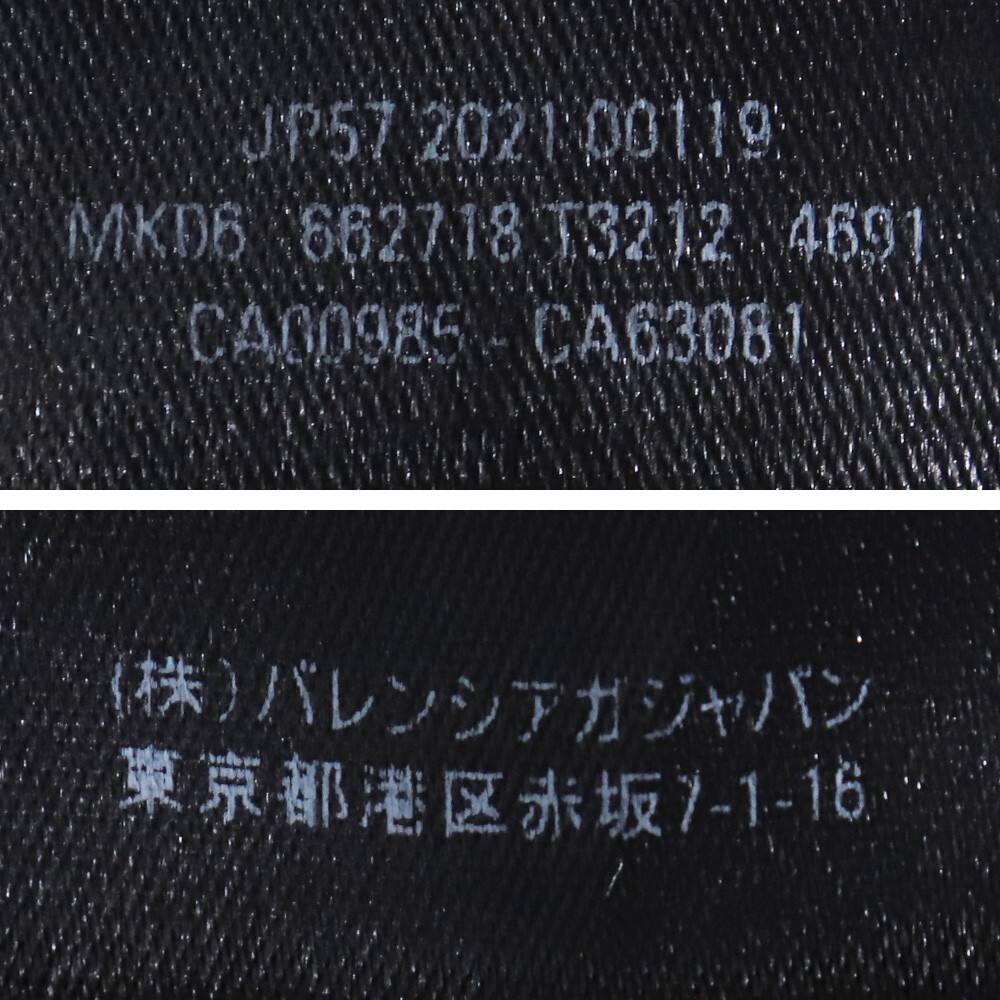 JP57 2021 00119
MK06 662718 T3212 4691
CA00985 - CA63081
(株)バレンシアガジャパン
東京都港区赤坂7-1-16